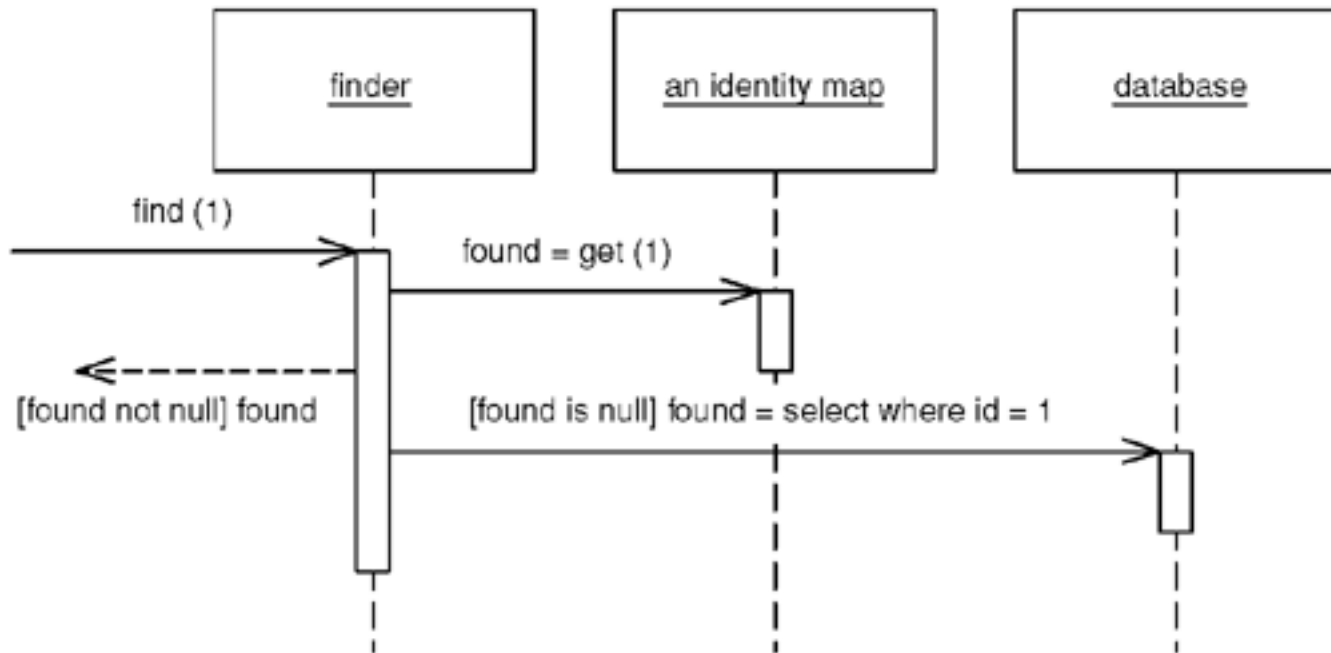 finder
an identity map
database
find (1)
found = get (1)
[found not null] found
[found is null] found = select where id = 1